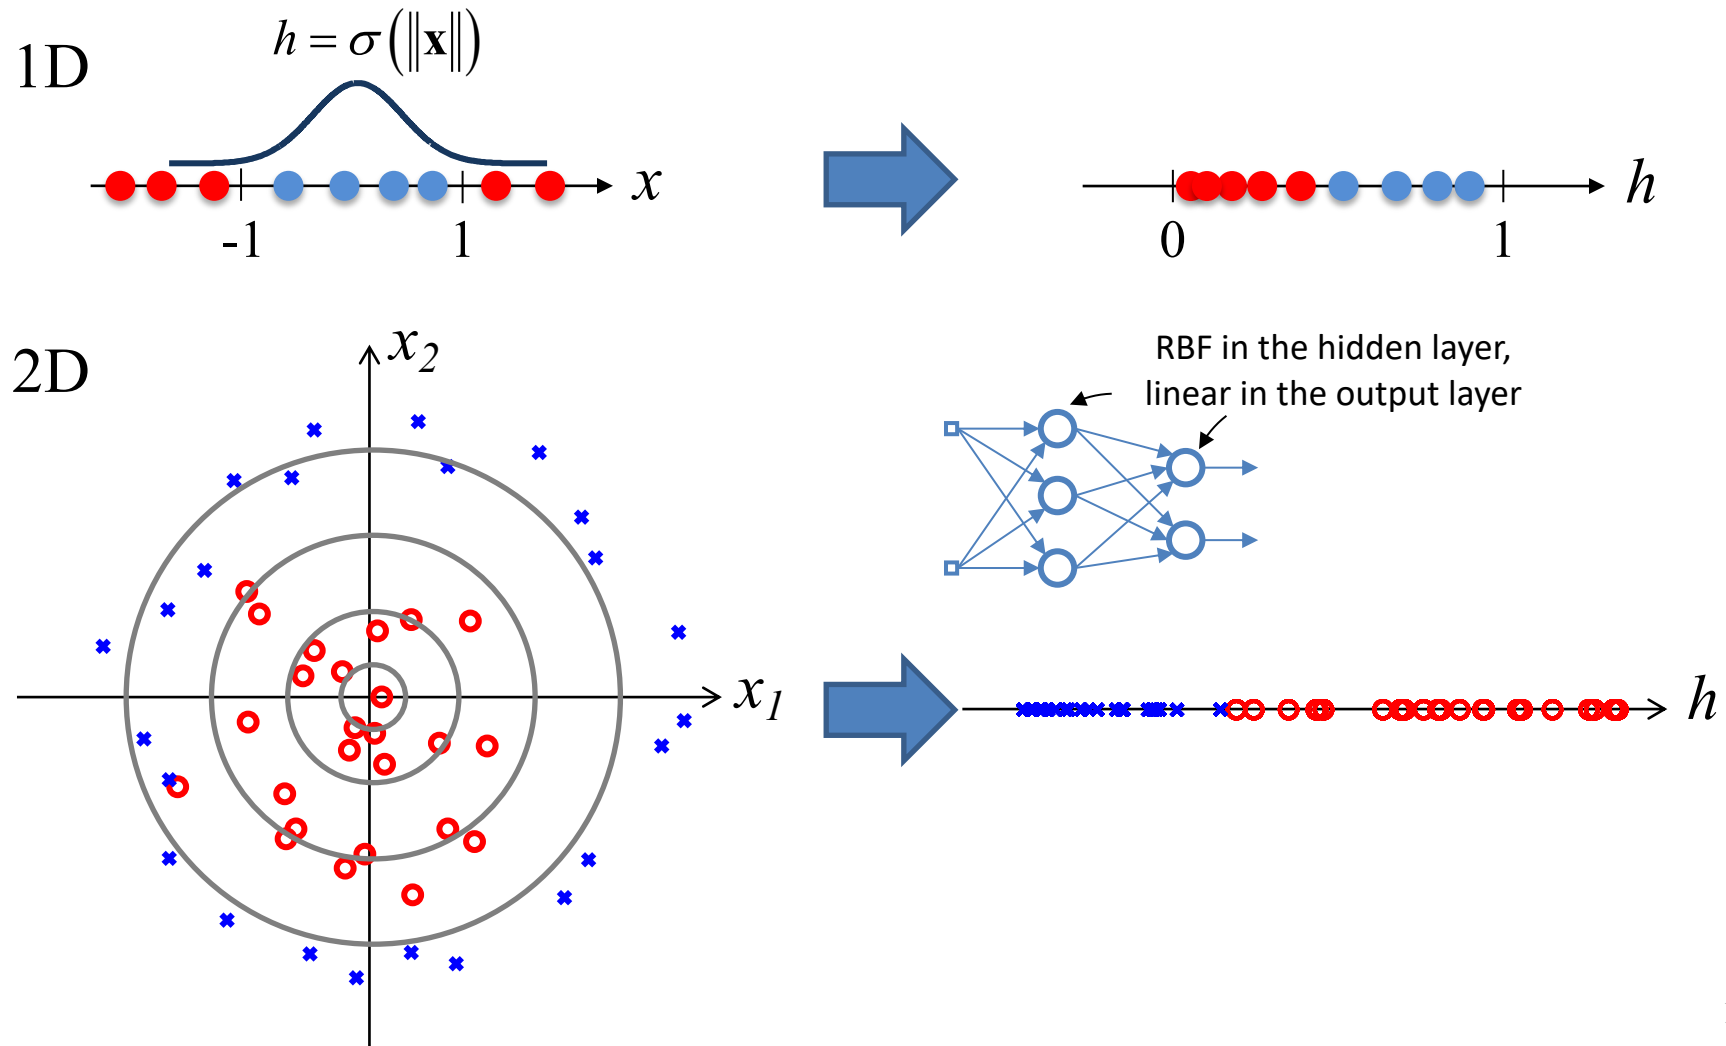 1D
h = σ(‖x‖)
x
-1
1
h
0
1
2D
x₂
x₁
RBF in the hidden layer,
linear in the output layer
h